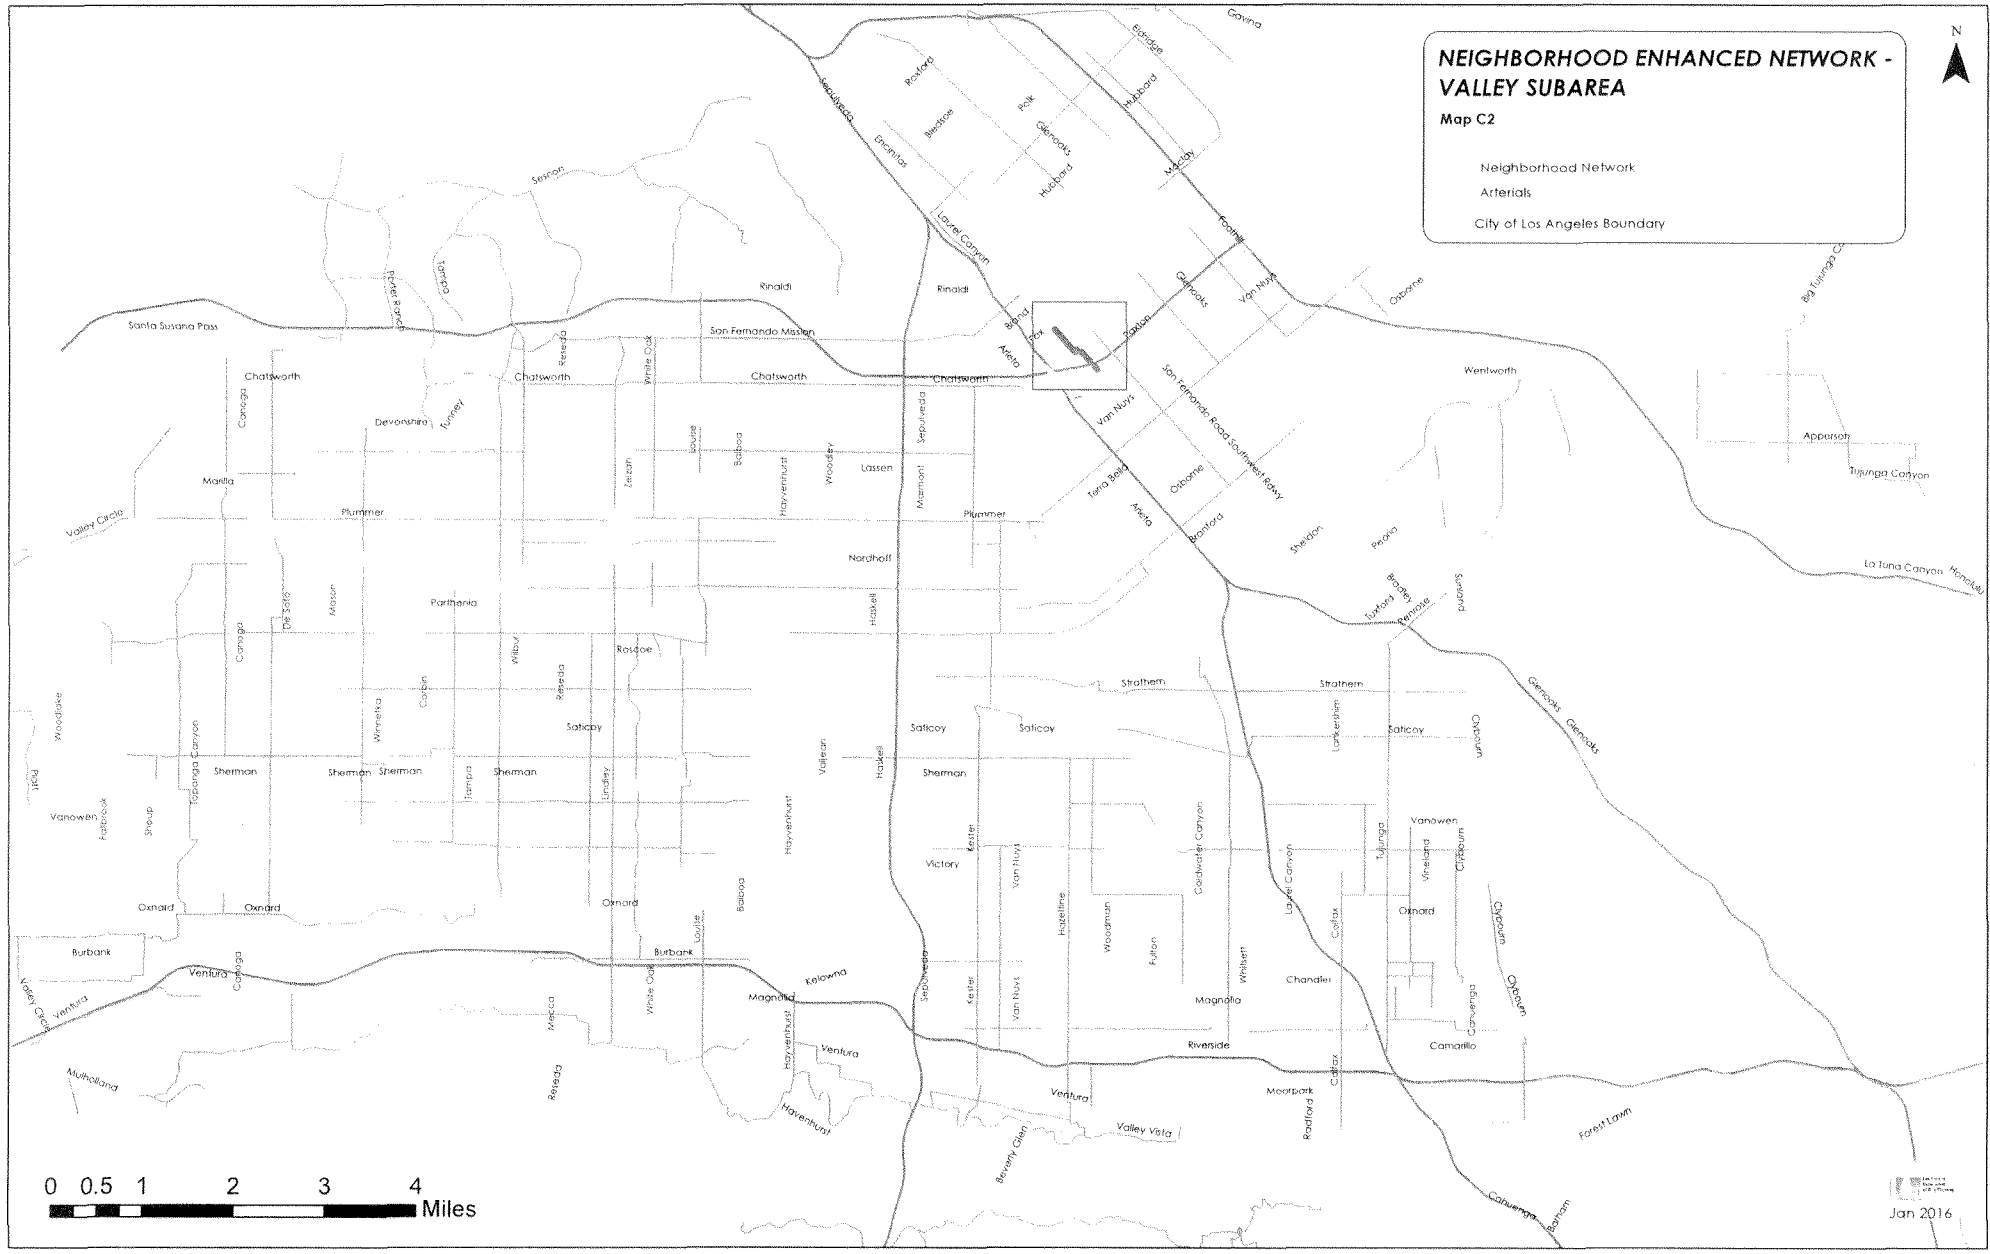 Gavina
Eldridge
N
NEIGHBORHOOD ENHANCED NETWORK -
VALLEY SUBAREA
Map C2
Neighborhood Network
Arterials
City of Los Angeles Boundary
Roxford
Sepulveda
Hubbard
Polk
Bledsoe
Glenoaks
Encinitas
Maclay
Hubbard
Sesnon
Laurel Canyon
Foothill
Big Tujunga Ca
Porter Ranch
Tampa
Rinaldi
Rinaldi
Glenoaks
Van Nuys
Osborne
Santa Susana Pass
San Fernando Mission
Brand
Fox
Paxton
Reseda
White Oak
Arleta
Chatsworth
Chatsworth
Chatsworth
Chatsworth
Wentworth
Canoga
Devonshire
Tunney
Sepulveda
Van Nuys
San Fernando Road Southwest Rdwy
Louise
Balboa
Woodley
Lassen
Apperson
Zelzah
Hayvenhurst
Marmont
Terra Bella
Osborne
Tujunga Canyon
Marilla
Valley Circle
Plummer
Plummer
Arleta
Branford
Sheldon
Peoria
Nordhoff
La Tuna Canyon
Honolulu
De Soto
Mason
Parthenia
Haskell
Bradley
Tuxford
Penrose
Sunland
Canoga
Wilbur
Roscoe
Strathern
Strathern
Corbin
Reseda
Glenoaks
Glenoaks
Woodlake
Topanga Canyon
Winnetka
Saticoy
Saticoy
Saticoy
Lankershim
Saticoy
Clybourn
Valjean
Haskell
Platt
Sherman
Sherman
Sherman
Sherman
Sherman
Tampa
Lindley
Vanowen
Fallbrook
Shoup
Hayvenhurst
Kester
Coldwater Canyon
Tujunga
Vanowen
Vineland
Clybourn
Victory
Van Nuys
Laurel Canyon
Balboa
Oxnard
Oxnard
Oxnard
Oxnard
Hazeltine
Woodman
Colfax
Clybourn
Louise
Burbank
Burbank
Fulton
Whitsett
Ventura
Canoga
Kelowna
Sepulveda
Kester
Van Nuys
Chandler
Clybourn
Valley Circle
Ventura
Mecca
White Oak
Magnolia
Magnolia
Cahuenga
Hayvenhurst
Ventura
Riverside
Camarillo
Mulholland
Reseda
Colfax
Ventura
Moorpark
Radford
Havenhurst
Beverly Glen
Valley Vista
Forest Lawn
0 0.5 1 2 3 4
Miles
Cahuenga
Barham
Jan 2016